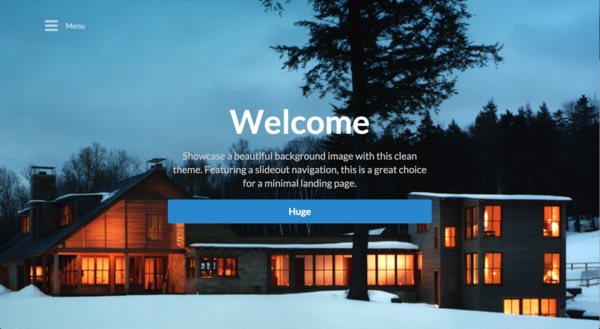 Menu
Welcome
Showcase a beautiful background image with this clean
theme. Featuring a slideout navigation, this is a great choice
for a minimal landing page.
Huge